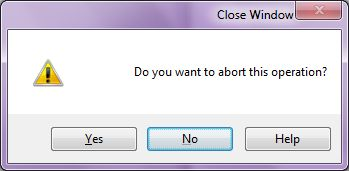 Close Window
Do you want to abort this operation?
Yes
No
Help